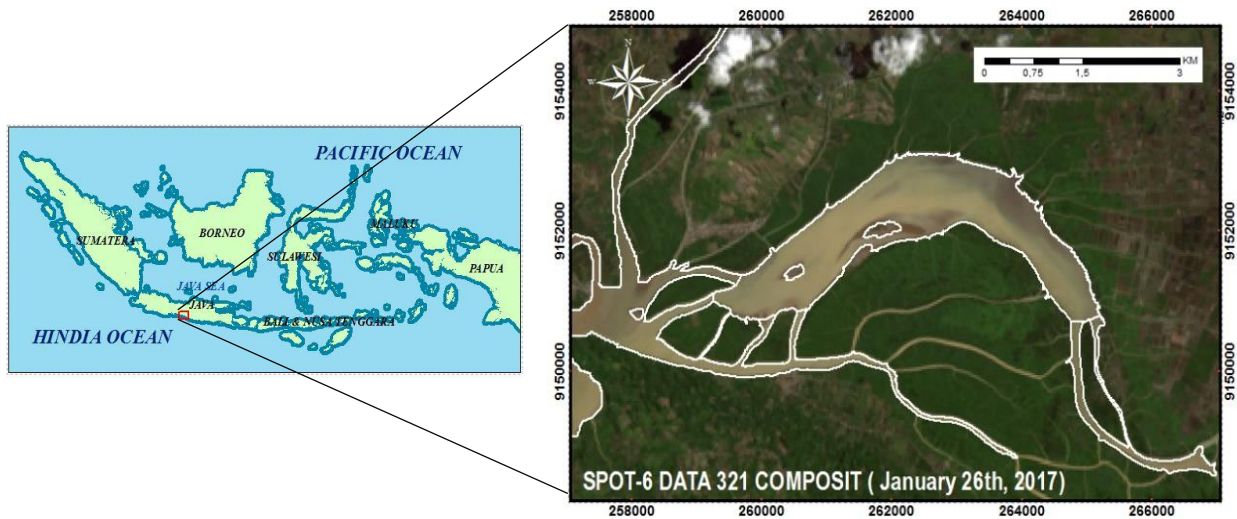 PACIFIC OCEAN
SUMATERA
BORNEO
SULAWESI
MALUKU
PAPUA
JAVA SEA
JAVA
BALI & NUSA TENGGARA
HINDIA OCEAN
258000 260000 262000 264000 266000
N
W E
S
KM
0 0,75 1,5 3
9154000 9154000
9152000 9152000
9150000 9150000
SPOT-6 DATA 321 COMPOSIT ( January 26th, 2017)
258000 260000 262000 264000 266000